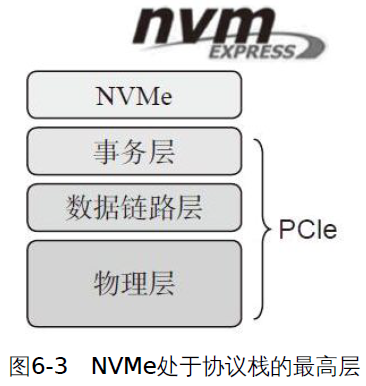 nvm
EXPRESS
NVMe
事务层
数据链路层
物理层
PCIe
图6-3 NVMe处于协议栈的最高层